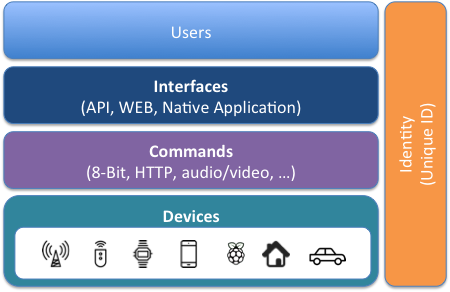 Users
Interfaces
(API, WEB, Native Application)
Commands
(8-Bit, HTTP, audio/video, ...)
Devices
Identity
(Unique ID)